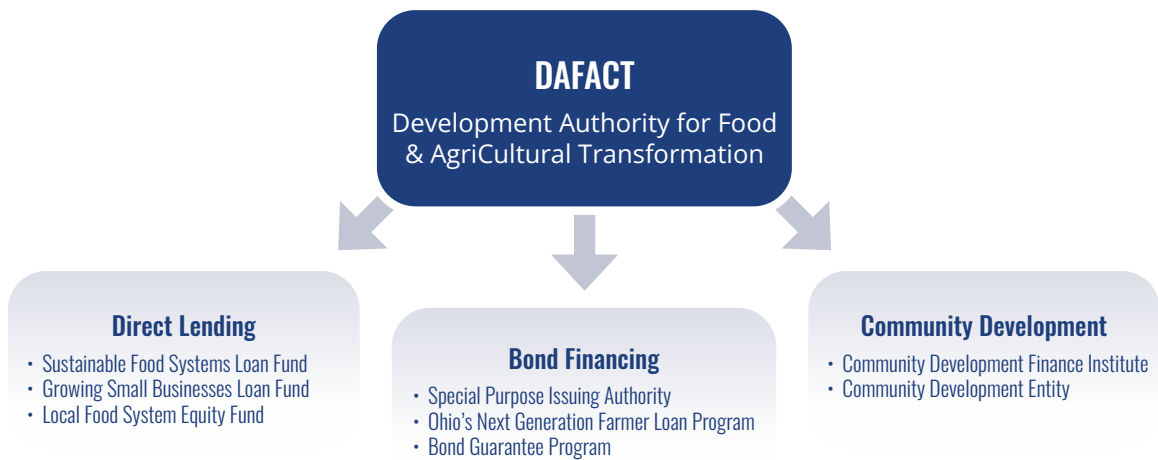 DAFACT
Development Authority for Food
& AgriCultural Transformation
Direct Lending
• Sustainable Food Systems Loan Fund
• Growing Small Businesses Loan Fund
• Local Food System Equity Fund
Bond Financing
• Special Purpose Issuing Authority
• Ohio's Next Generation Farmer Loan Program
• Bond Guarantee Program
Community Development
• Community Development Finance Institute
• Community Development Entity